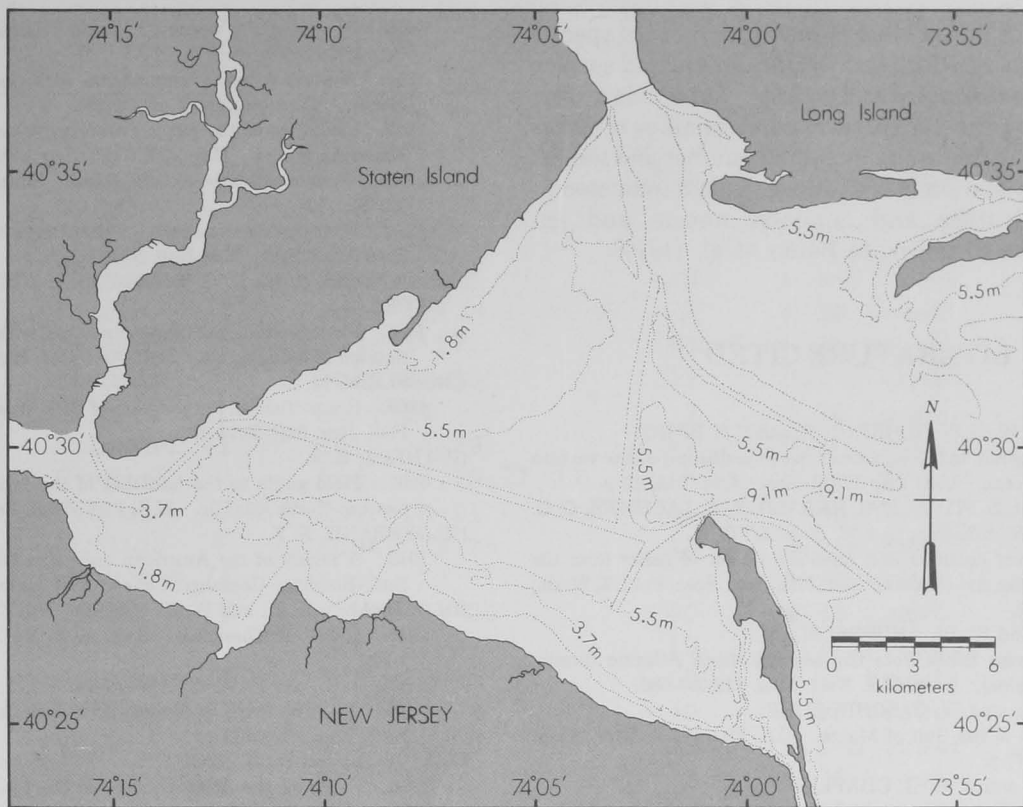 74°15′ 74°10′ 74°05′ 74°00′ 73°55′
Long Island
40°35′ 40°35′
Staten Island
5.5m
5.5m
1.8m
N
5.5m
40°30′ 5.5m 40°30′
5.5m
9.1m 9.1m
3.7m
1.8m
5.5m
3.7m
0 3 6
kilometers
5.5m
NEW JERSEY
40°25′ 40°25′
74°15′ 74°10′ 74°05′ 74°00′ 73°55′